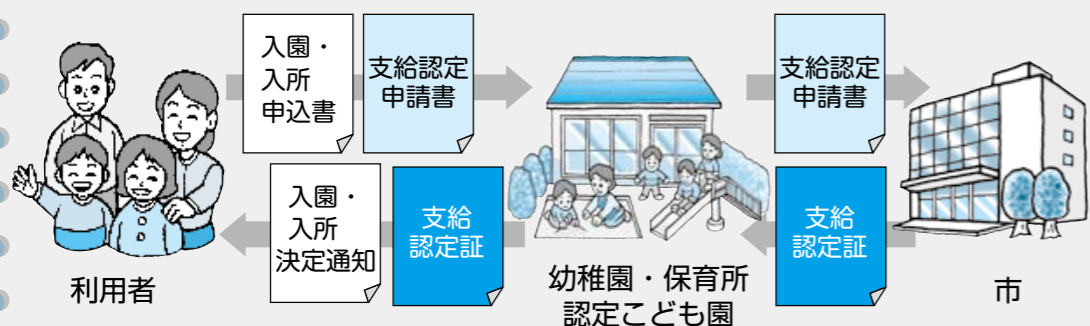 入園・
入所
申込書
支給認定
申請書
支給認定
申請書
入園・
入所
決定通知
支給
認定証
支給
認定証
利用者
幼稚園・保育所
認定こども園
市